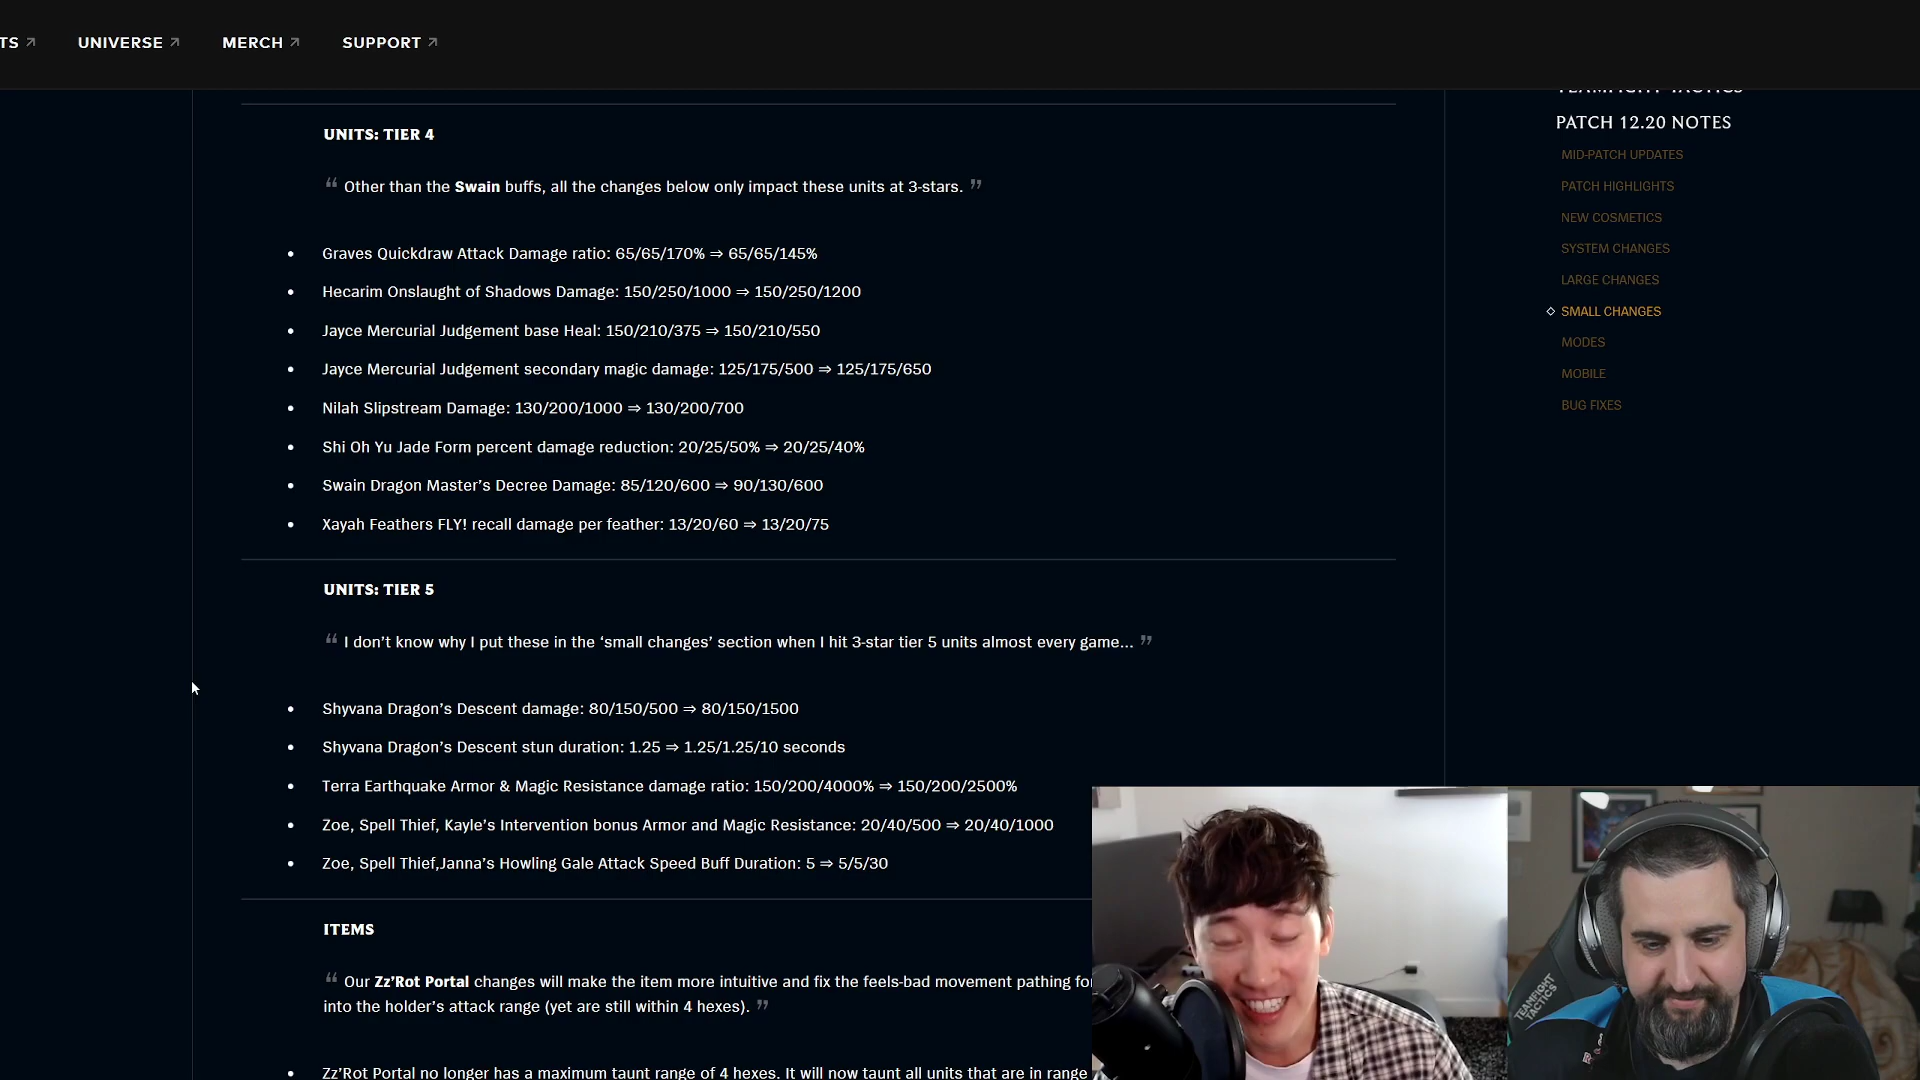 TS
UNIVERSE
MERCH
SUPPORT
UNITS: TIER 4
“ Other than the Swain buffs, all the changes below only impact these units at 3-stars. ”
• Graves Quickdraw Attack Damage ratio: 65/65/170% ⇒ 65/65/145%
• Hecarim Onslaught of Shadows Damage: 150/250/1000 ⇒ 150/250/1200
• Jayce Mercurial Judgement base Heal: 150/210/375 ⇒ 150/210/550
• Jayce Mercurial Judgement secondary magic damage: 125/175/500 ⇒ 125/175/650
• Nilah Slipstream Damage: 130/200/1000 ⇒ 130/200/700
• Shi Oh Yu Jade Form percent damage reduction: 20/25/50% ⇒ 20/25/40%
• Swain Dragon Master’s Decree Damage: 85/120/600 ⇒ 90/130/600
• Xayah Feathers FLY! recall damage per feather: 13/20/60 ⇒ 13/20/75
UNITS: TIER 5
“ I don’t know why I put these in the ‘small changes’ section when I hit 3-star tier 5 units almost every game... ”
• Shyvana Dragon’s Descent damage: 80/150/500 ⇒ 80/150/1500
• Shyvana Dragon’s Descent stun duration: 1.25 ⇒ 1.25/1.25/10 seconds
• Terra Earthquake Armor & Magic Resistance damage ratio: 150/200/4000% ⇒ 150/200/2500%
• Zoe, Spell Thief, Kayle’s Intervention bonus Armor and Magic Resistance: 20/40/500 ⇒ 20/40/1000
• Zoe, Spell Thief,Janna’s Howling Gale Attack Speed Buff Duration: 5 ⇒ 5/5/30
ITEMS
“ Our Zz’Rot Portal changes will make the item more intuitive and fix the feels-bad movement pathing for
into the holder’s attack range (yet are still within 4 hexes). ”
• Zz’Rot Portal no longer has a maximum taunt range of 4 hexes. It will now taunt all units that are in range
TEAMFIGHT TACTICS
PATCH 12.20 NOTES
MID-PATCH UPDATES
PATCH HIGHLIGHTS
NEW COSMETICS
SYSTEM CHANGES
LARGE CHANGES
SMALL CHANGES
MODES
MOBILE
BUG FIXES
TEAMFIGHT
TACTICS